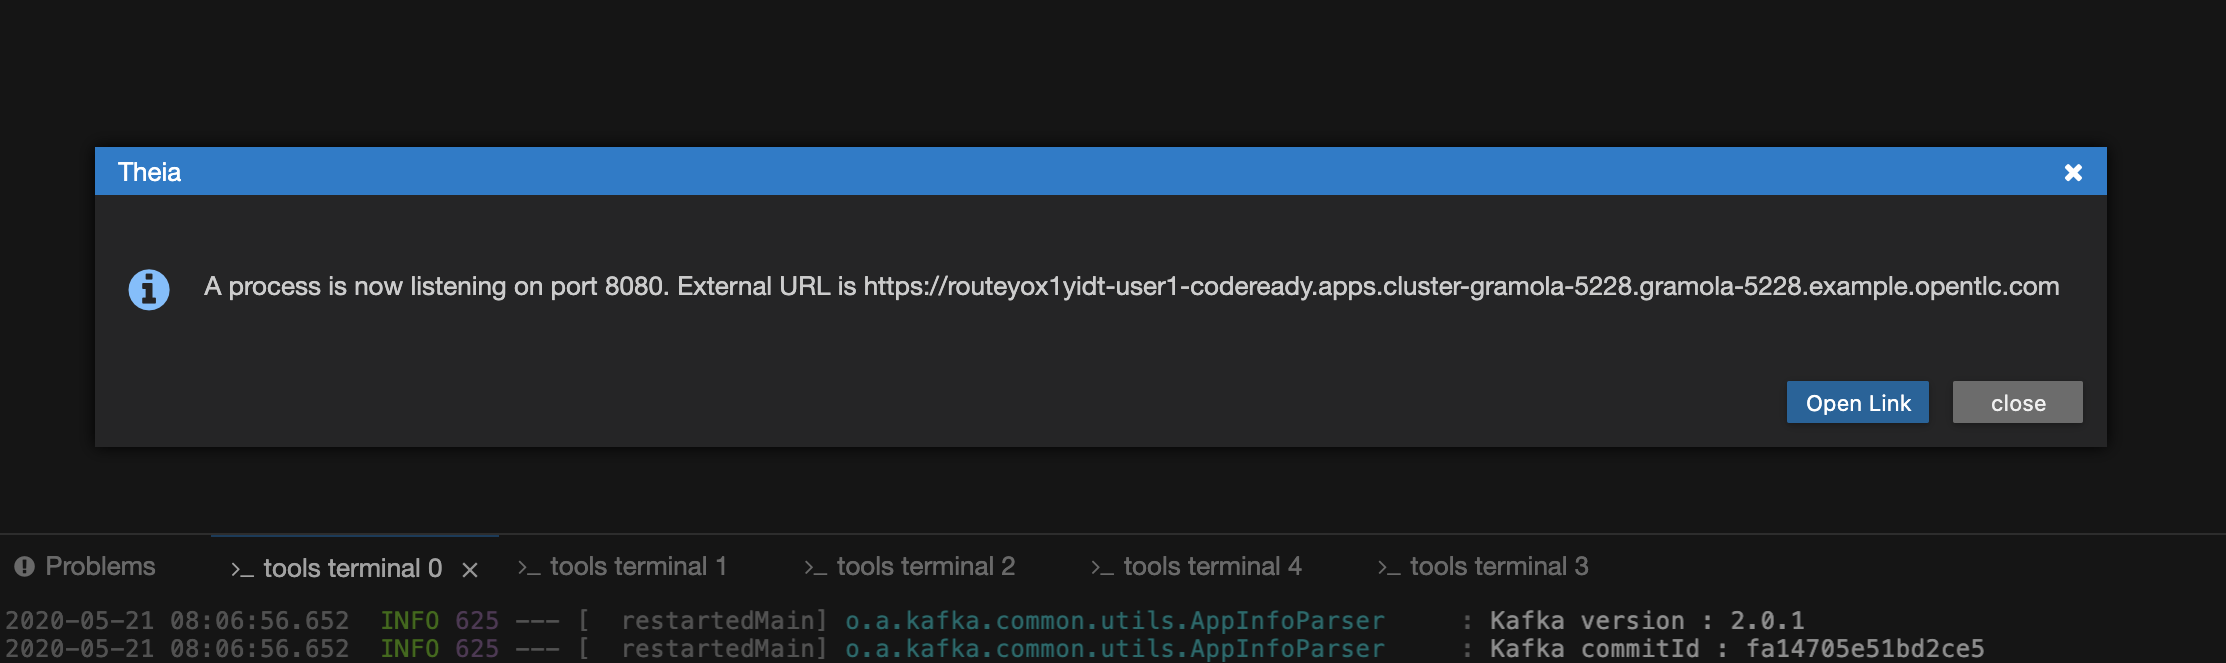 Theia
A process is now listening on port 8080. External URL is https://routeyox1yidt-user1-codeready.apps.cluster-gramola-5228.gramola-5228.example.opentlc.com
Open Link close
Problems >_ tools terminal 0 × >_ tools terminal 1 >_ tools terminal 2 >_ tools terminal 4 >_ tools terminal 3
2020-05-21 08:06:56.652 INFO 625 --- [ restartedMain] o.a.kafka.common.utils.AppInfoParser : Kafka version : 2.0.1
2020-05-21 08:06:56.652 INFO 625 --- [ restartedMain] o.a.kafka.common.utils.AppInfoParser : Kafka commitId : fa14705e51bd2ce5